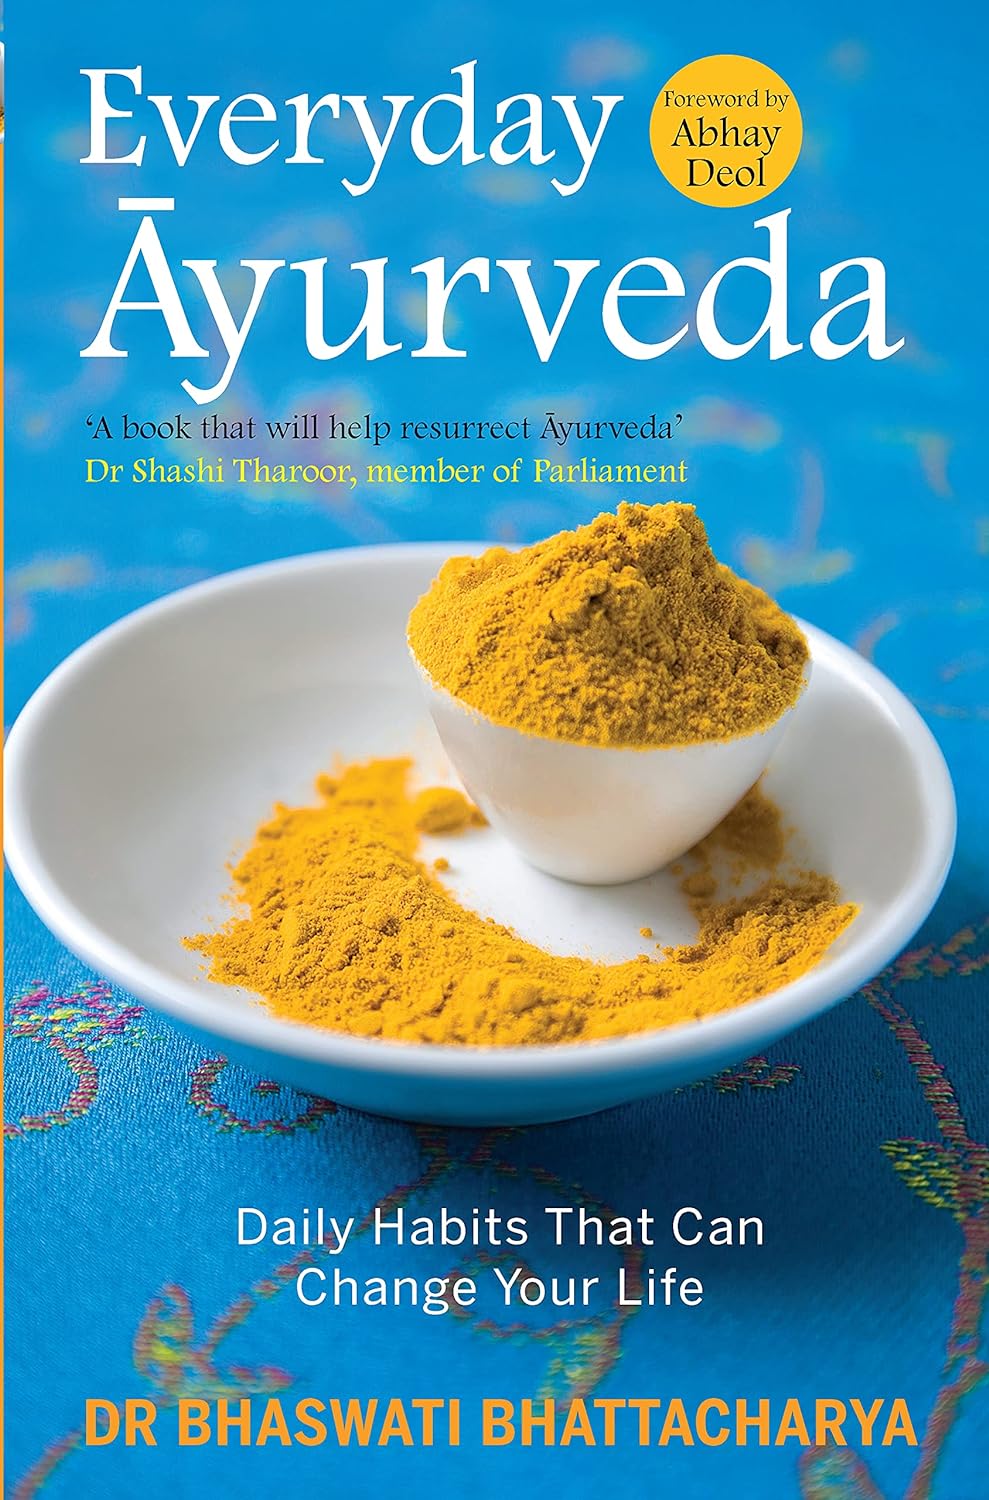 Everyday
Foreword by
Abhay
Deol
Āyurveda
‘A book that will help resurrect Āyurveda’
Dr Shashi Tharoor, member of Parliament
Daily Habits That Can
Change Your Life
DR BHASWATI BHATTACHARYA